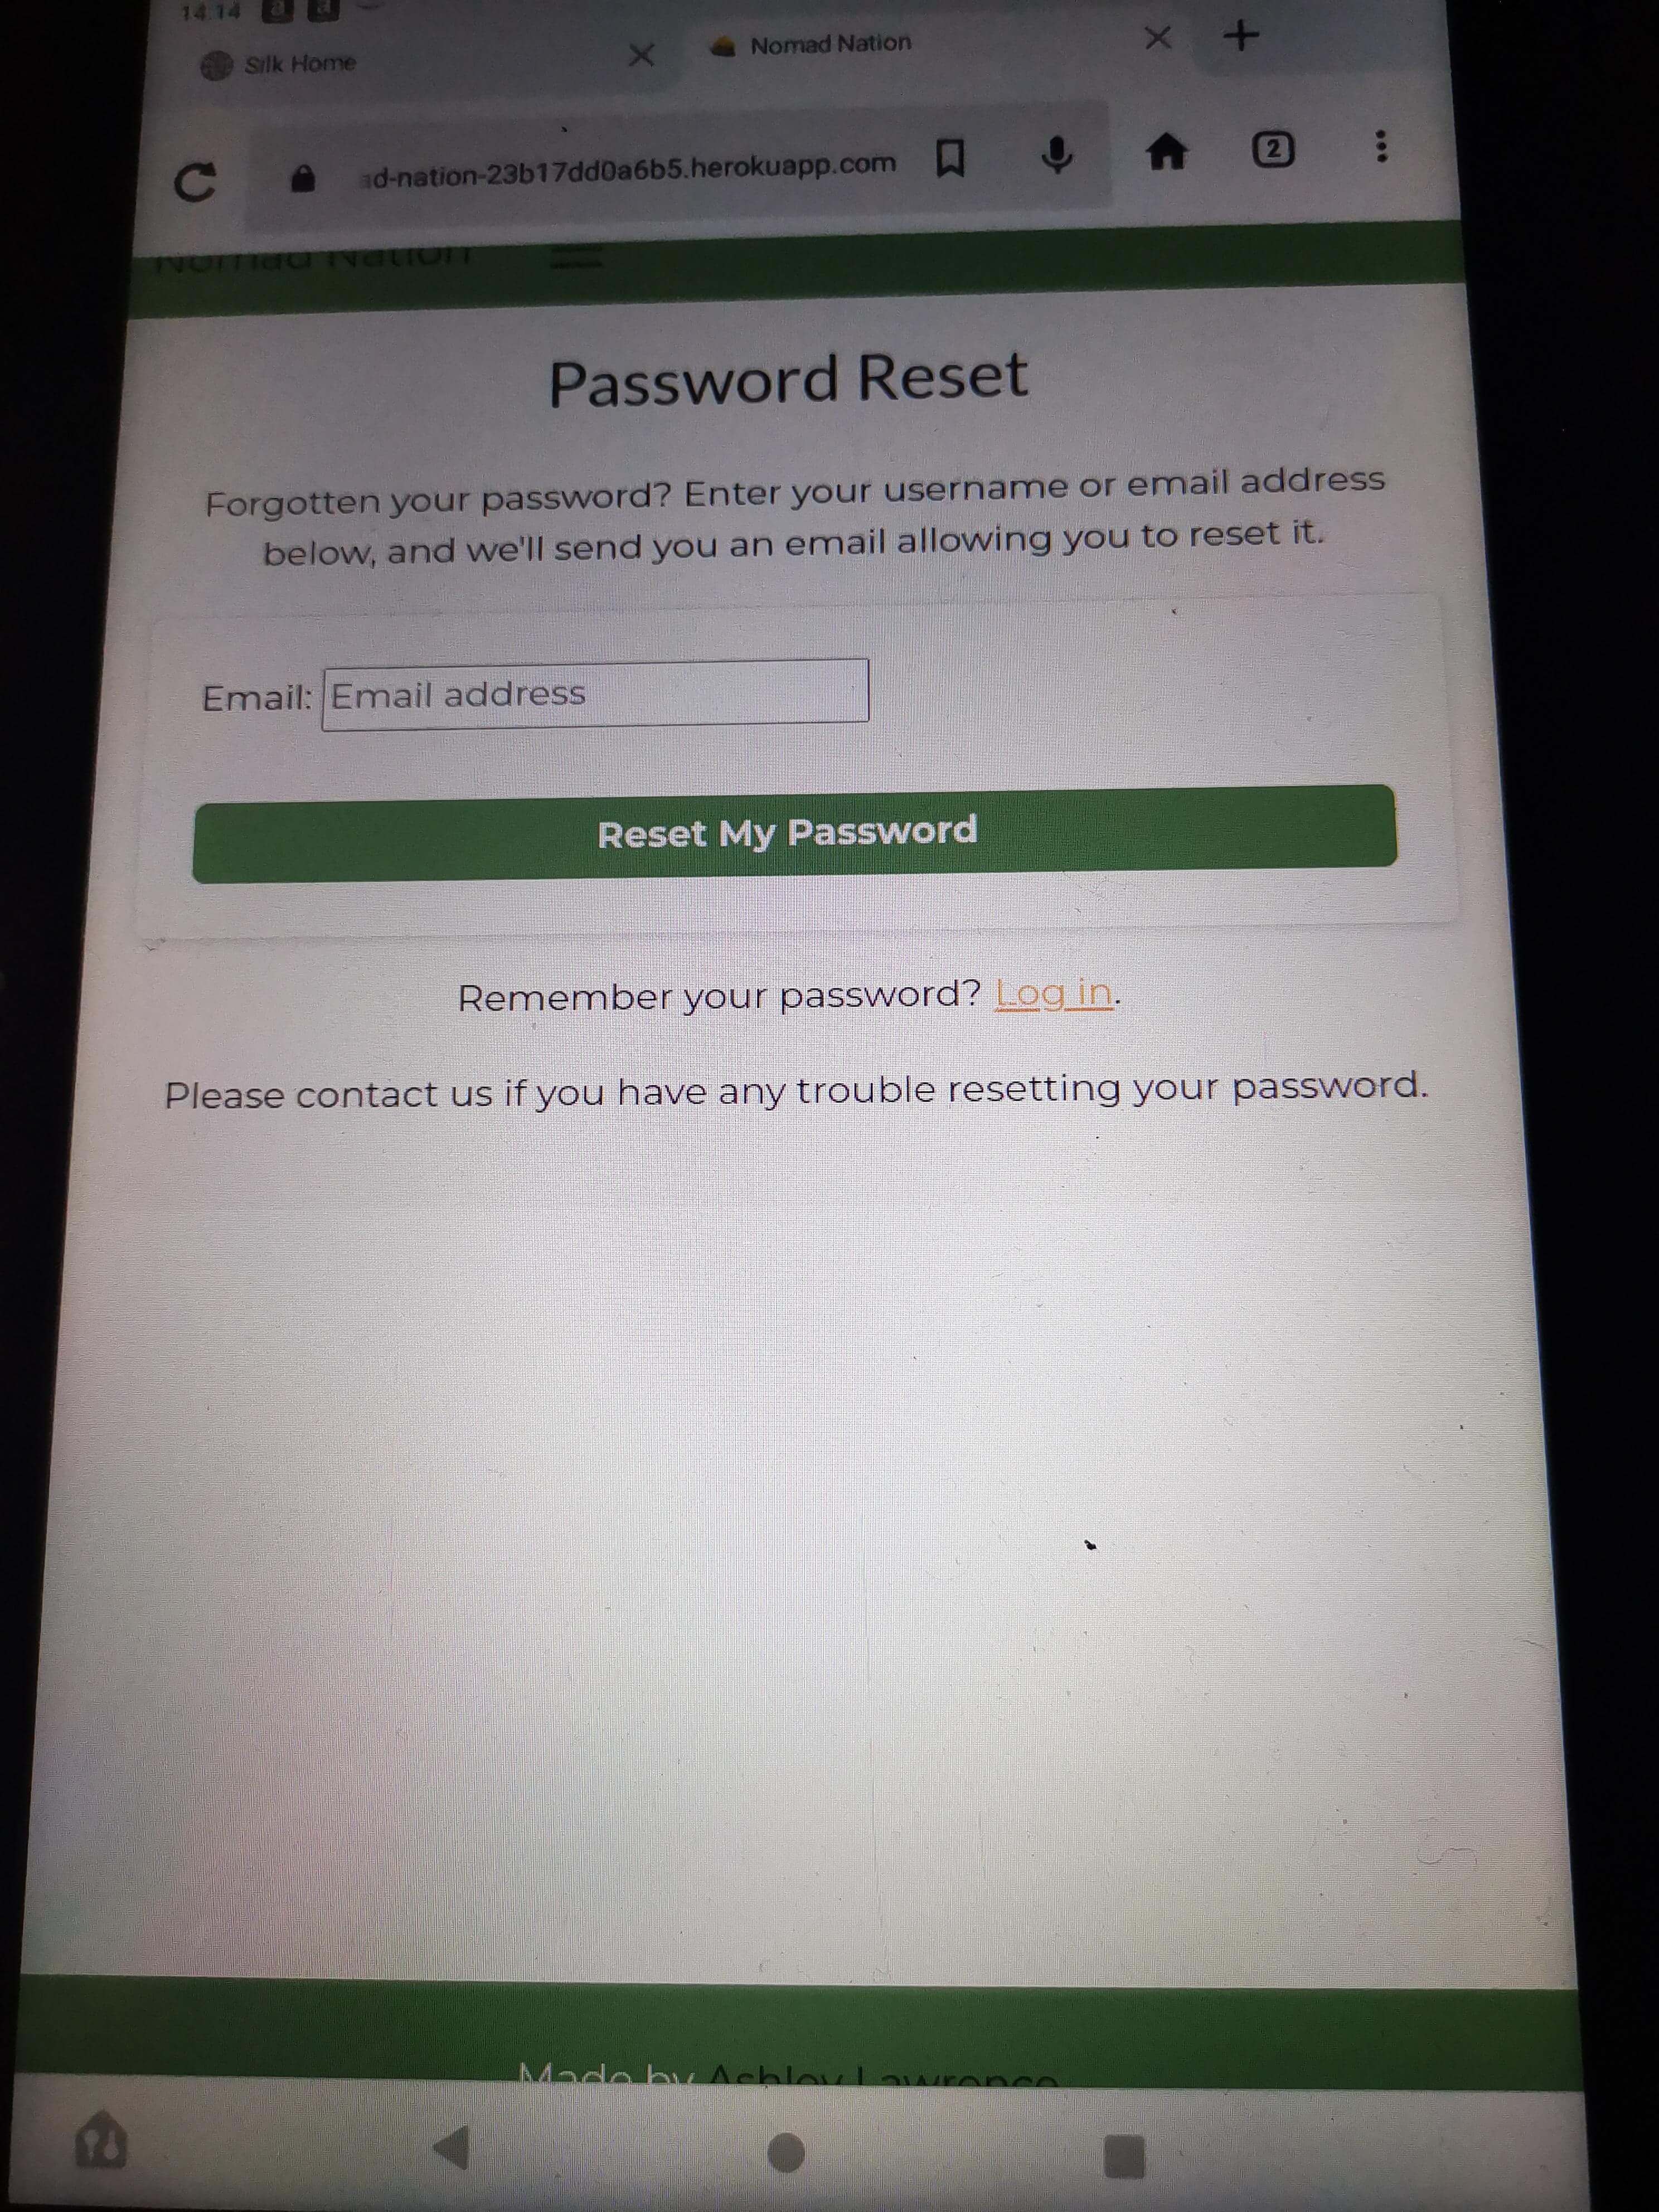 14:14
Silk Home
Nomad Nation
ad-nation-23b17dd0a6b5.herokuapp.com
2
Nomad Nation
Password Reset
Forgotten your password? Enter your username or email address
below, and we'll send you an email allowing you to reset it.
Email: Email address
Reset My Password
Remember your password? Log in.
Please contact us if you have any trouble resetting your password.
Made by Ashley Lawrence